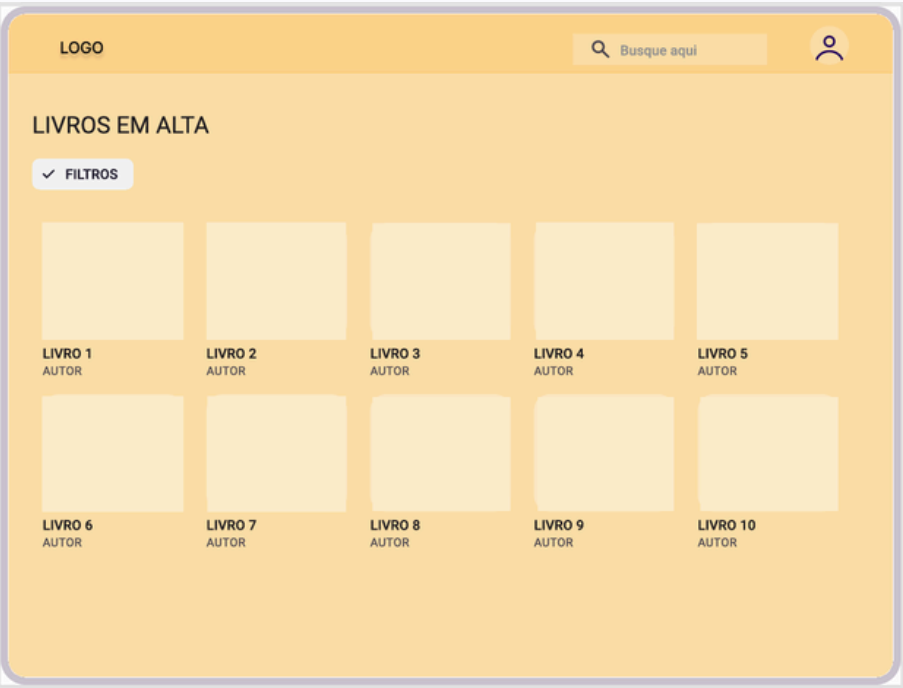 LOGO
Busque aqui
LIVROS EM ALTA
FILTROS
LIVRO 1
AUTOR
LIVRO 2
AUTOR
LIVRO 3
AUTOR
LIVRO 4
AUTOR
LIVRO 5
AUTOR
LIVRO 6
AUTOR
LIVRO 7
AUTOR
LIVRO 8
AUTOR
LIVRO 9
AUTOR
LIVRO 10
AUTOR